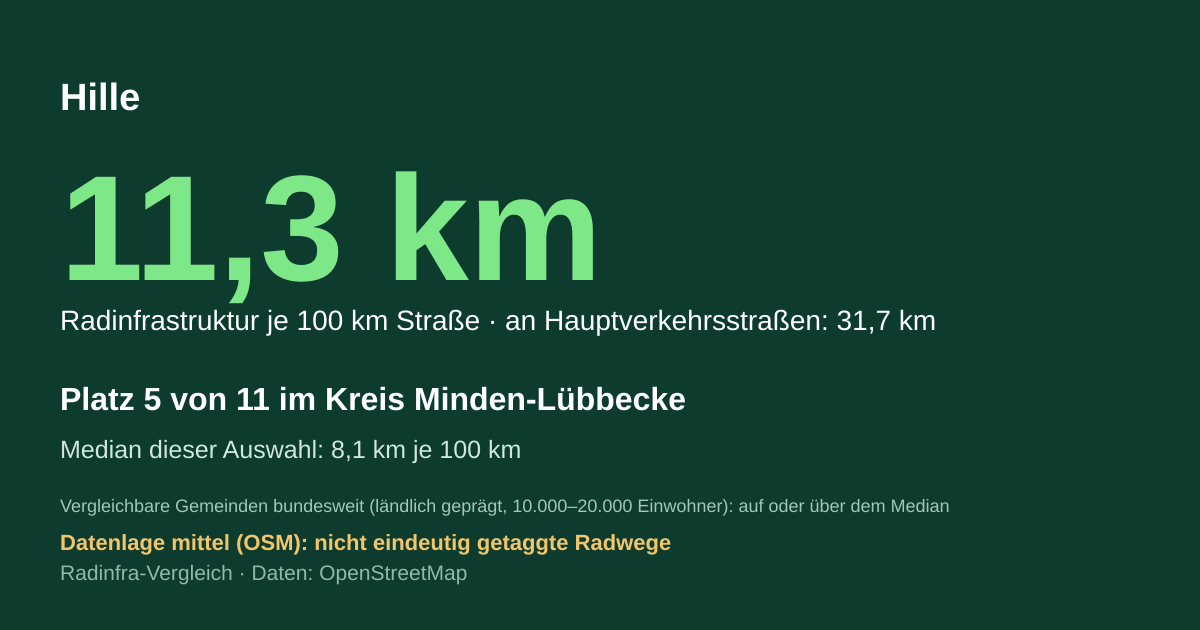 Hille
11,3 km
Radinfrastruktur je 100 km Straße · an Hauptverkehrsstraßen: 31,7 km
Platz 5 von 11 im Kreis Minden-Lübbecke
Median dieser Auswahl: 8,1 km je 100 km
Vergleichbare Gemeinden bundesweit (ländlich geprägt, 10.000–20.000 Einwohner): auf oder über dem Median
Datenlage mittel (OSM): nicht eindeutig getaggte Radwege
Radinfra-Vergleich · Daten: OpenStreetMap